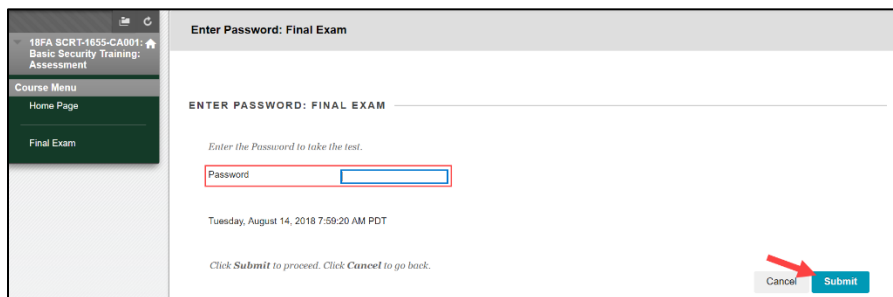 18FA SCRT-1655-CA001:
Basic Security Training:
Assessment
Course Menu
Home Page
Final Exam
Enter Password: Final Exam
ENTER PASSWORD: FINAL EXAM
Enter the Password to take the test.
Password
Tuesday, August 14, 2018 7:59:20 AM PDT
Click Submit to proceed. Click Cancel to go back.
Cancel
Submit